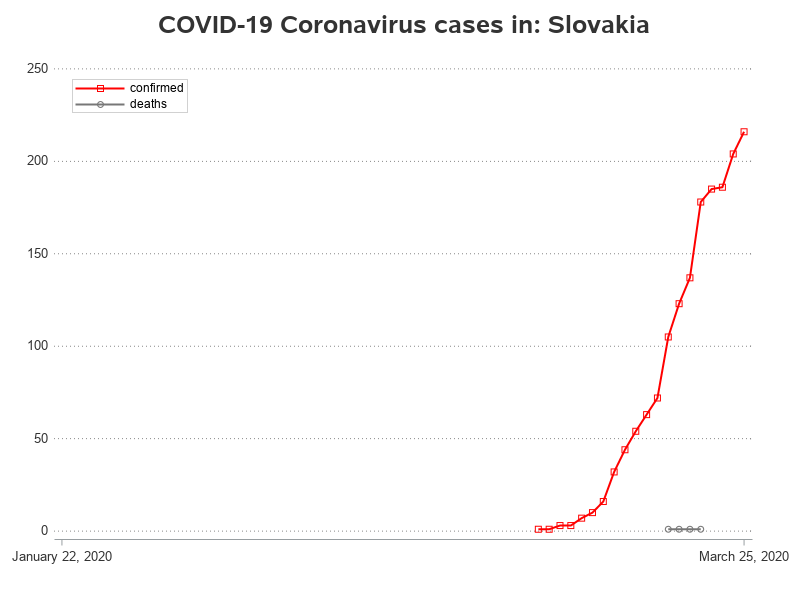 COVID-19 Coronavirus cases in: Slovakia
250
confirmed
deaths
200
150
100
50
0
January 22, 2020
March 25, 2020